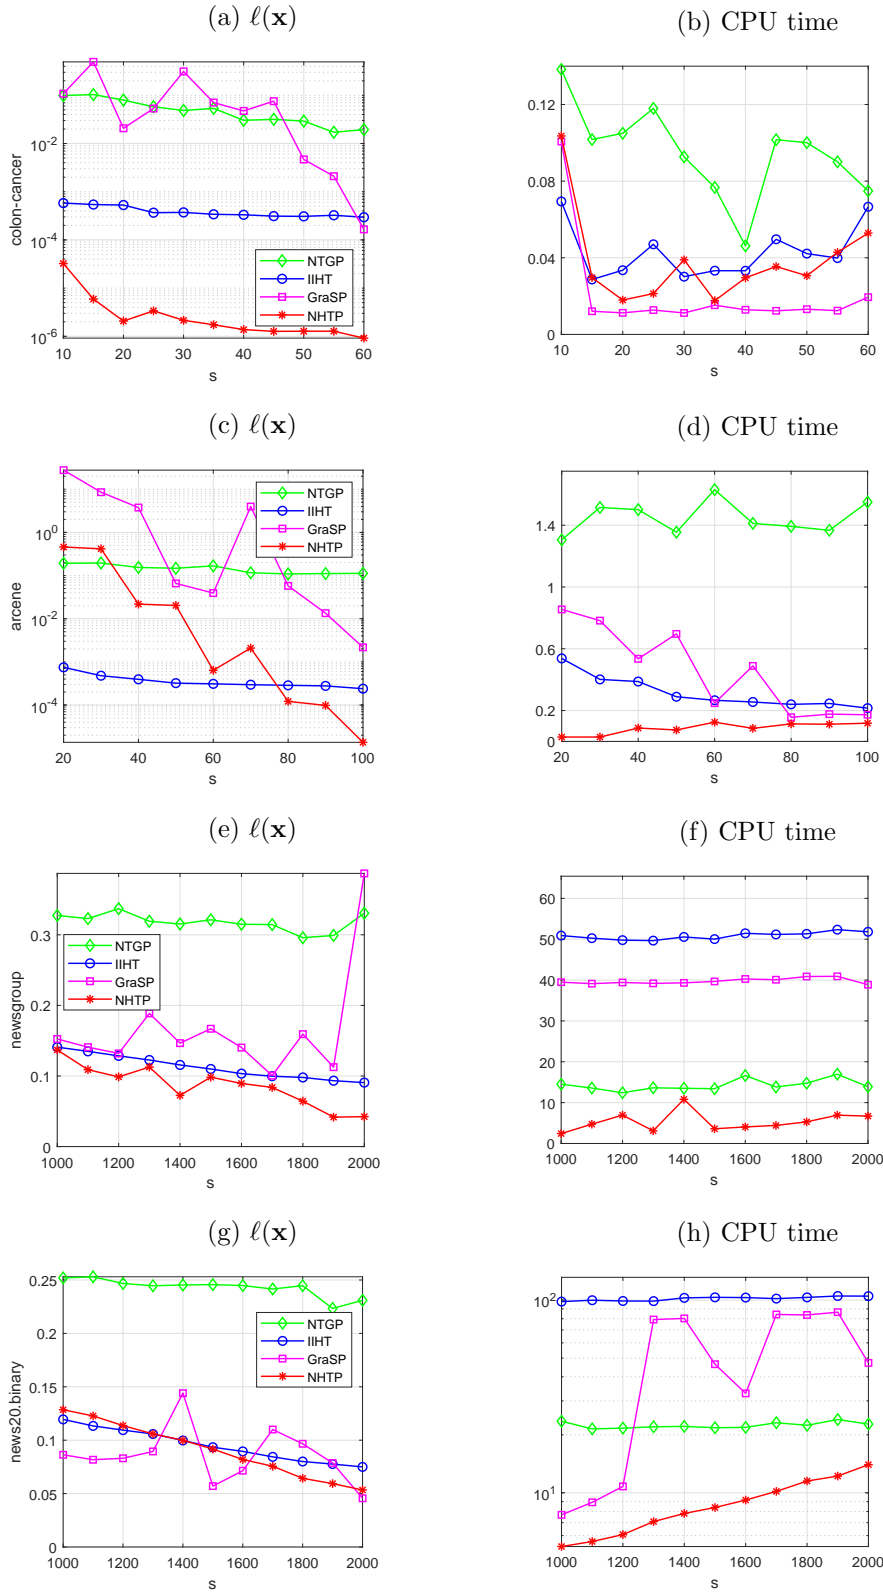 (a) ℓ(x)
(b) CPU time
colon-cancer
10^-2
10^-4
10^-6
NTGP
IIHT
GraSP
NHTP
10 20 30 40 50 60
s
0.12
0.08
0.04
0
10 20 30 40 50 60
s
(c) ℓ(x)
(d) CPU time
arcene
10^0
10^-2
10^-4
NTGP
IIHT
GraSP
NHTP
20 40 60 80 100
s
1.4
1
0.6
0.2
0
20 40 60 80 100
s
(e) ℓ(x)
(f) CPU time
newsgroup
0.3
0.2
0.1
0
NTGP
IIHT
GraSP
NHTP
1000 1200 1400 1600 1800 2000
s
60
50
40
30
20
10
0
1000 1200 1400 1600 1800 2000
s
(g) ℓ(x)
(h) CPU time
news20.binary
0.25
0.2
0.15
0.1
0.05
0
NTGP
IIHT
GraSP
NHTP
1000 1200 1400 1600 1800 2000
s
10^2
10^1
1000 1200 1400 1600 1800 2000
s